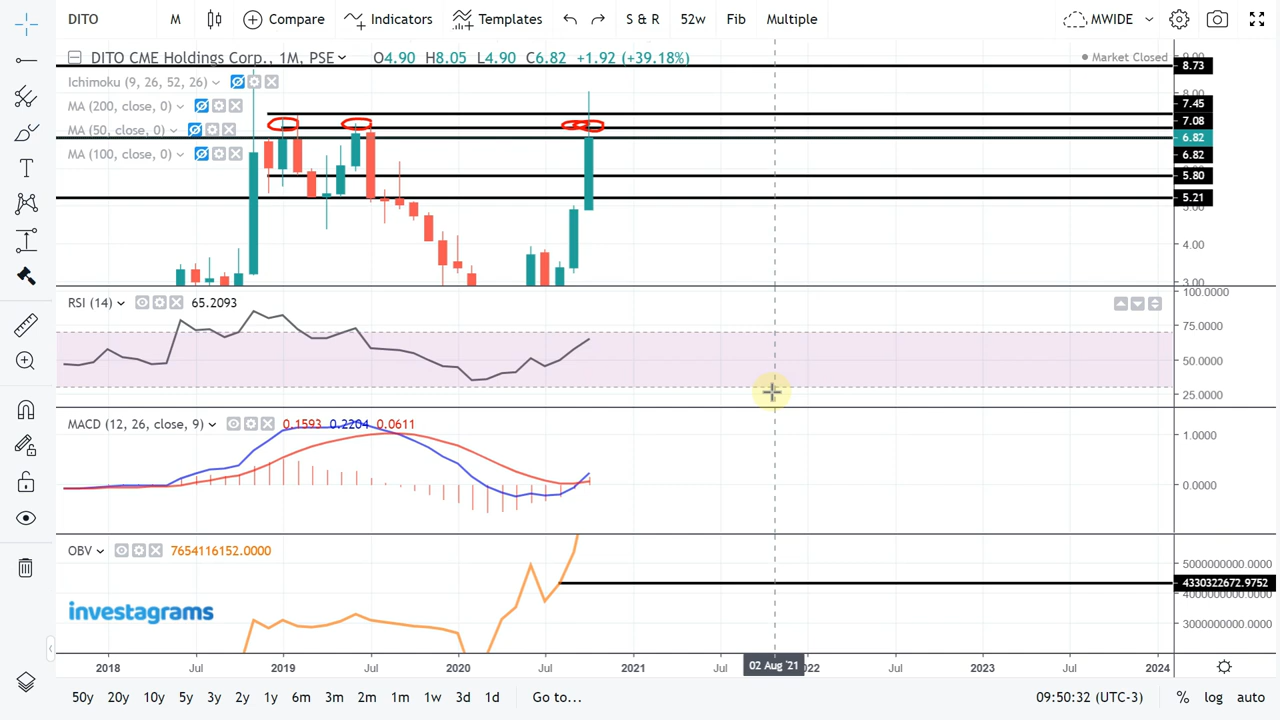 DITO M Compare Indicators Templates S & R 52w Fib Multiple MWIDE
DITO CME Holdings Corp., 1M, PSE O4.90 H8.05 L4.90 C6.82 +1.92 (+39.18%)
Market Closed
Ichimoku (9, 26, 52, 26)
MA (200, close, 0)
MA (50, close, 0)
MA (100, close, 0)
8.73
8.00
7.45
7.08
6.82
6.82
5.80
5.21
4.00
3.00
RSI (14) 65.2093
100.0000
75.0000
50.0000
25.0000
MACD (12, 26, close, 9) 0.1593 0.2204 0.0611
1.0000
0.0000
OBV 7654116152.0000
5000000000.0000
4330322672.9752
4000000000.0000
3000000000.0000
investagrams
2018 Jul 2019 Jul 2020 Jul 2021 Jul 02 Aug '21 2022 Jul 2023 Jul 2024
50y 20y 10y 5y 3y 2y 1y 6m 3m 2m 1m 1w 3d 1d Go to... 09:50:32 (UTC-3) % log auto